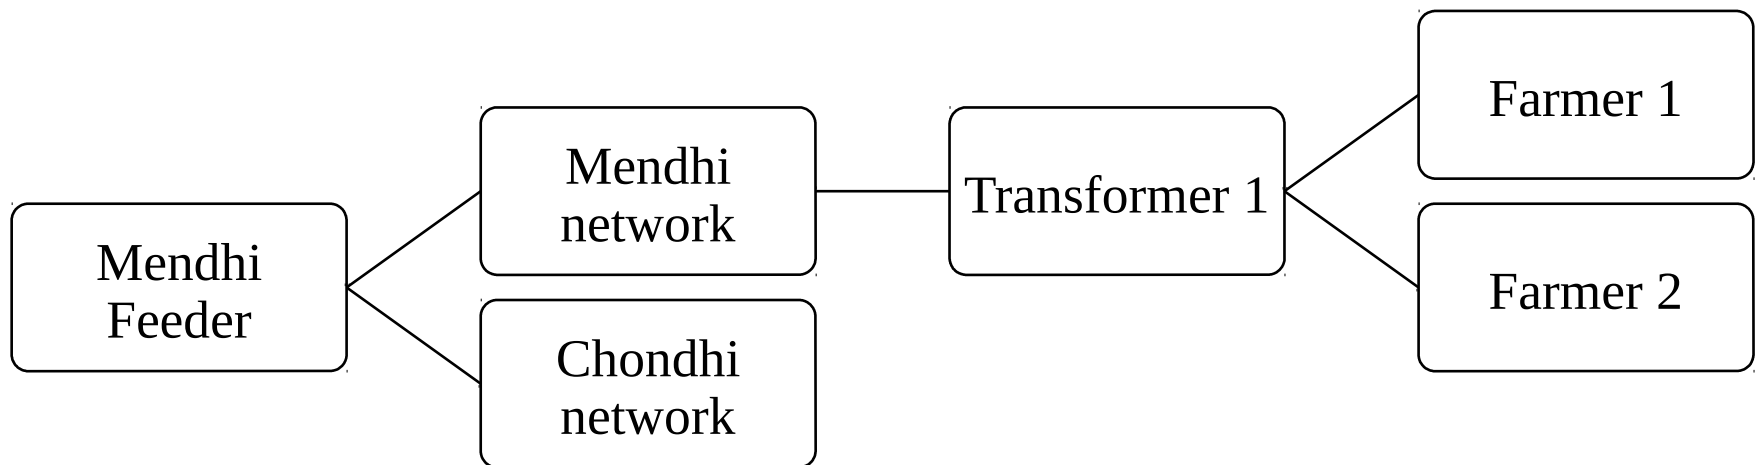 Mendhi
Feeder
Mendhi
network
Chondhi
network
Transformer 1
Farmer 1
Farmer 2